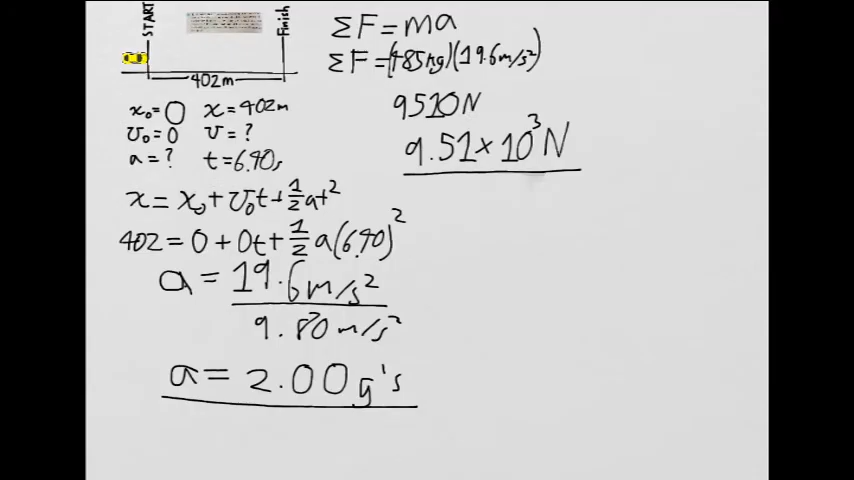 START
Finish
402m
x₀=0 x=402m
v₀=0 v=?
a=? t=6.40s
x=x₀+v₀t+½at²
402=0+0t+½a(6.40)²
a=19.6m/s²
9.80m/s²
a=2.00g's
ΣF=ma
ΣF=(485kg)(19.6m/s²)
9510N
9.51×10³N